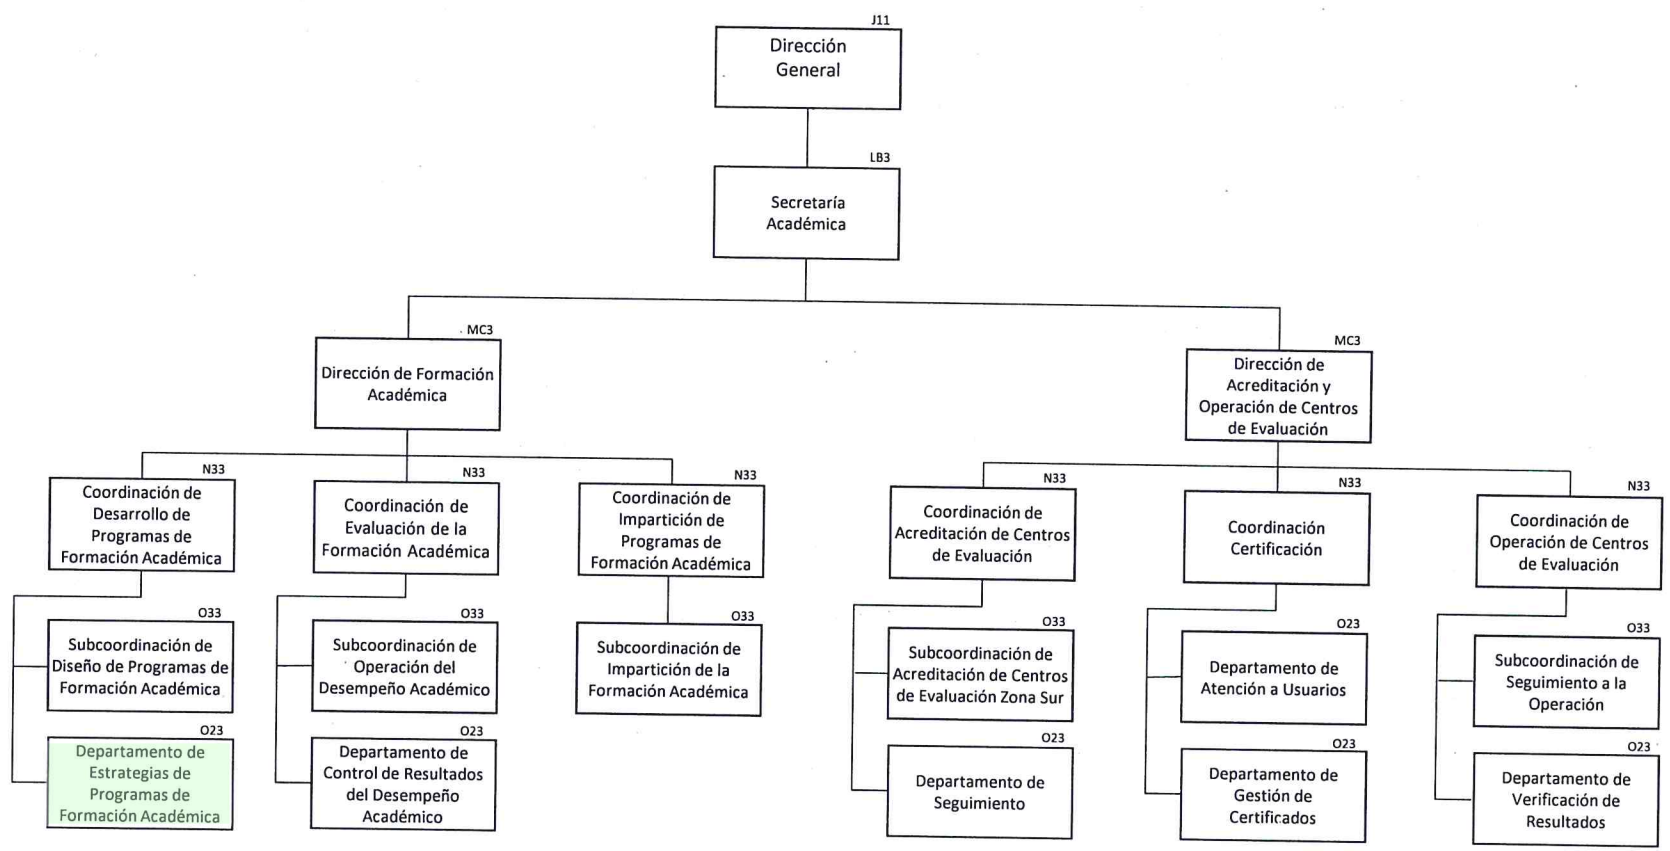 J11
Dirección
General
LB3
Secretaría
Académica
MC3
Dirección de Formación
Académica
MC3
Dirección de
Acreditación y
Operación de Centros
de Evaluación
N33
Coordinación de
Desarrollo de
Programas de
Formación Académica
N33
Coordinación de
Evaluación de la
Formación Académica
N33
Coordinación de
Impartición de
Programas de
Formación Académica
N33
Coordinación de
Acreditación de Centros
de Evaluación
N33
Coordinación
Certificación
N33
Coordinación de
Operación de Centros
de Evaluación
O33
Subcoordinación de
Diseño de Programas de
Formación Académica
O33
Subcoordinación de
Operación del
Desempeño Académico
O33
Subcoordinación de
Impartición de la
Formación Académica
O33
Subcoordinación de
Acreditación de Centros
de Evaluación Zona Sur
O23
Departamento de
Atención a Usuarios
O33
Subcoordinación de
Seguimiento a la
Operación
O23
Departamento de
Estrategias de
Programas de
Formación Académica
O23
Departamento de
Control de Resultados
del Desempeño
Académico
O23
Departamento de
Seguimiento
O23
Departamento de
Gestión de
Certificados
O23
Departamento de
Verificación de
Resultados